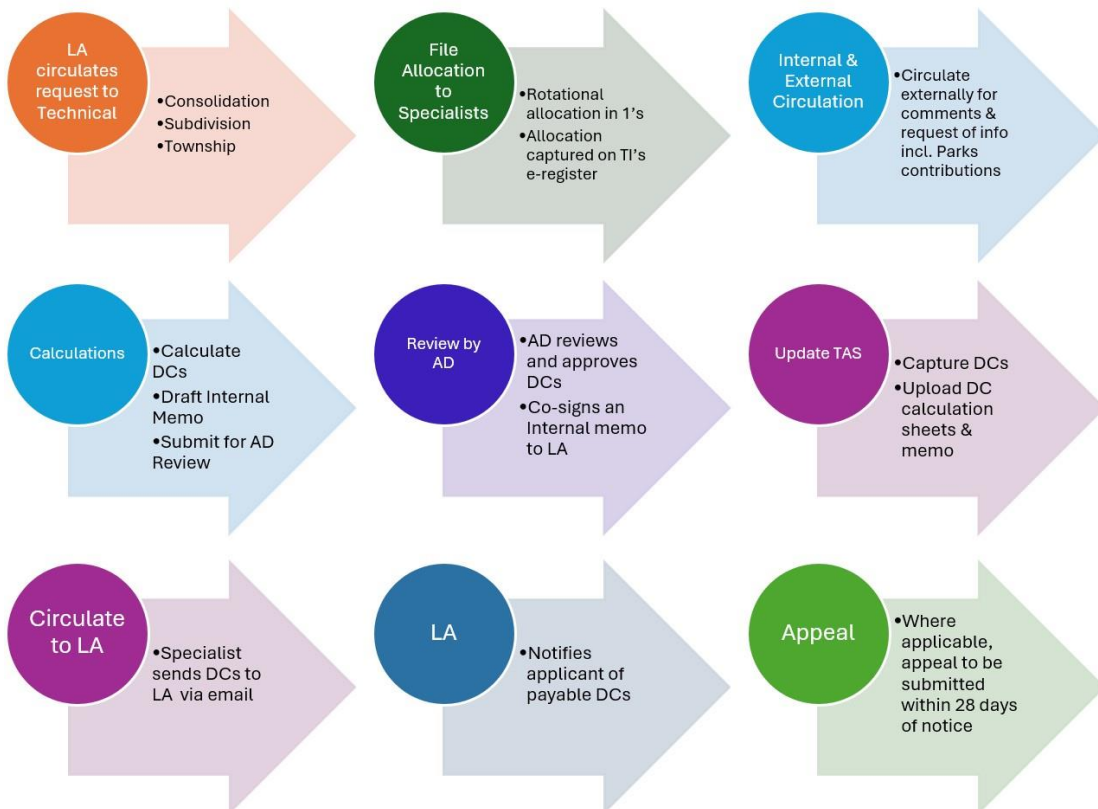 LA
circulates
request to
Technical
•Consolidation
•Subdivision
•Township
File
Allocation
to
Specialists
•Rotational
allocation in 1's
•Allocation
captured on TI's
e-register
Internal &
External
Circulation
•Circulate
externally for
comments &
request of info
incl. Parks
contributions
Calculations
•Calculate
DCs
•Draft Internal
Memo
•Submit for AD
Review
Review by
AD
•AD reviews
and approves
DCs
•Co-signs an
Internal memo
to LA
Update TAS
•Capture DCs
•Upload DC
calculation
sheets &
memo
Circulate
to LA
•Specialist
sends DCs to
LA via email
LA
•Notifies
applicant of
payable DCs
Appeal
•Where
applicable,
appeal to be
submitted
within 28 days
of notice